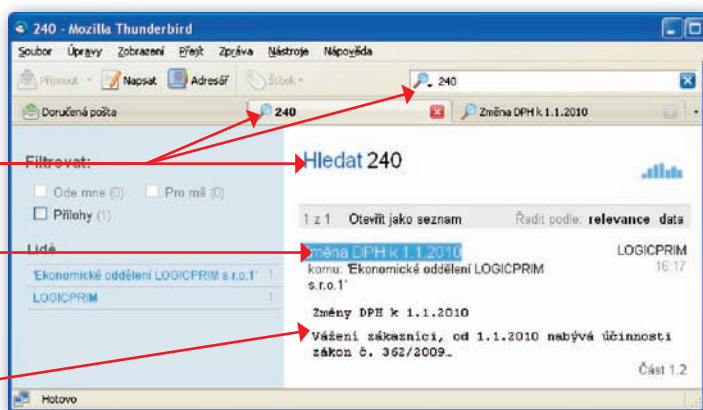 240 - Mozilla Thunderbird
Soubor Úpravy Zobrazení Přejít Zpráva Nástroje Nápověda
Přijmout Napsat Adresář Štítek 240
Doručená pošta 240 Změna DPH k 1.1.2010
Filtrovat:
Ode mne (0) Pro mě (0)
Přílohy (1)
Lidé
'Ekonomické oddělení LOGICPRIM s.r.o.1' 1
LOGICPRIM 1
Hledat 240
1 z 1 Otevřít jako seznam Řadit podle: relevance data
Změna DPH k 1.1.2010 LOGICPRIM
komu: 'Ekonomické oddělení LOGICPRIM 16:17
s.r.o.1'
Změny DPH k 1.1.2010
Vážení zákazníci, od 1.1.2010 nabývá účinnosti
zákon č. 362/2009…
Část 1.2
Hotovo